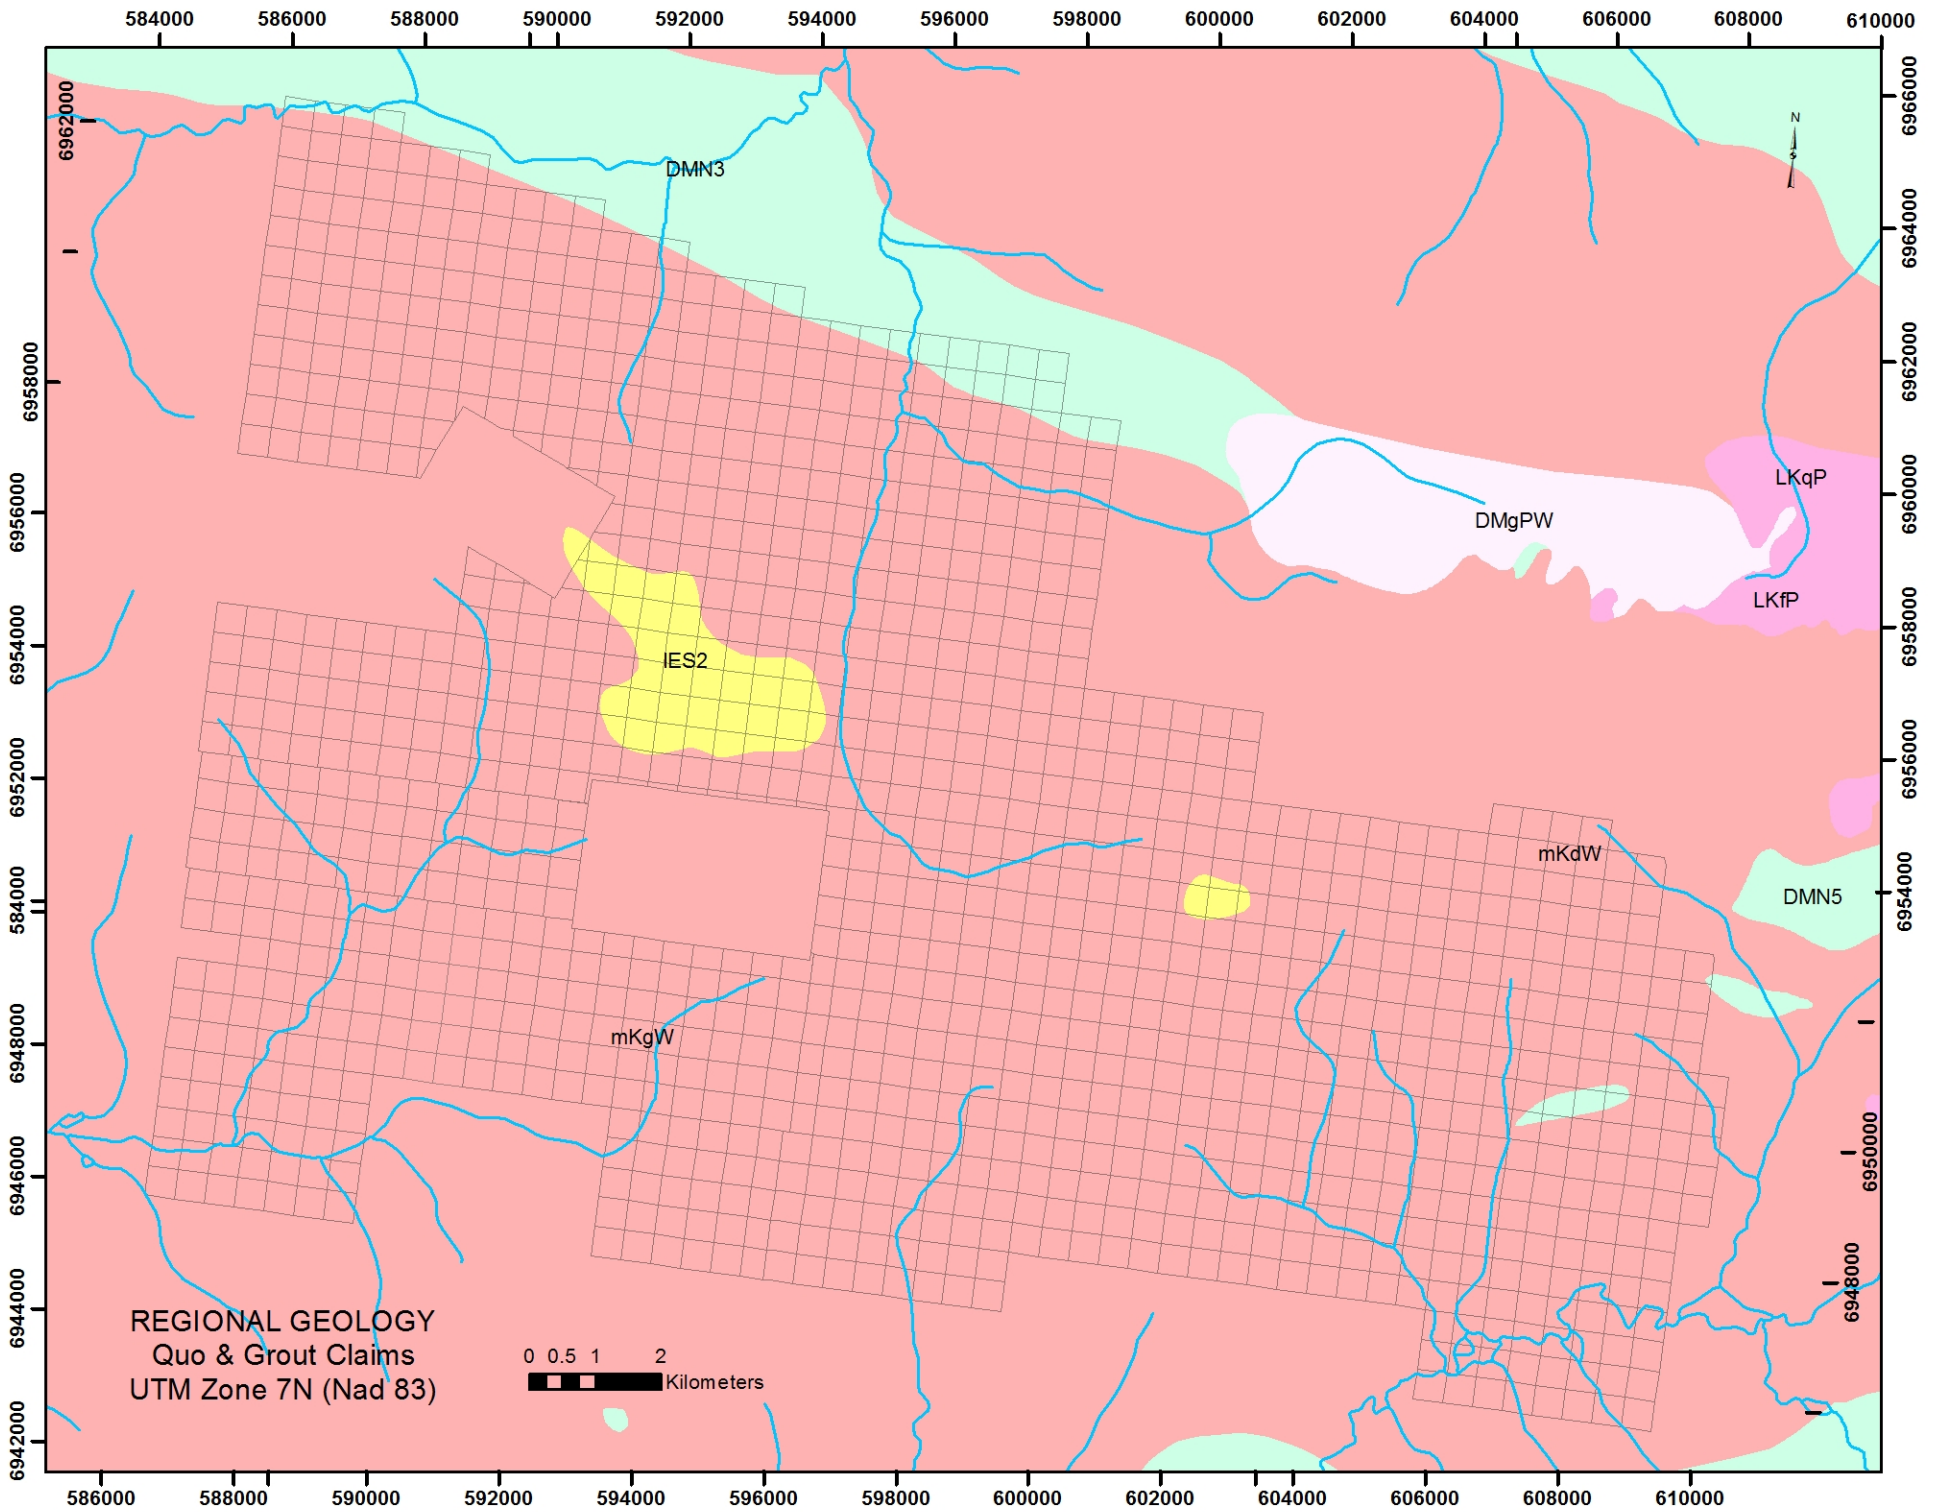 584000 586000 588000 590000 592000 594000 596000 598000 600000 602000 604000 606000 608000 610000
6962000
6966000
N
DMN3
6964000
6958000
6962000
LKqP
6956000
6960000
DMgPW
LKfP
6954000
6958000
IES2
6952000
6956000
mKdW
584000
6954000
DMN5
mKgW
6948000
6950000
6946000
6948000
6944000
REGIONAL GEOLOGY
Quo & Grout Claims
UTM Zone 7N (Nad 83)
0 0.5 1 2
Kilometers
6942000
586000 588000 590000 592000 594000 596000 598000 600000 602000 604000 606000 608000 610000